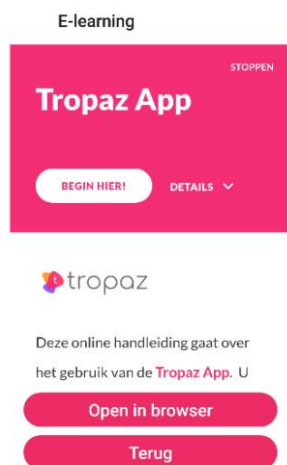 E-learning
STOPPEN
Tropaz App
BEGIN HIER!
DETAILS
tropaz
Deze online handleiding gaat over
het gebruik van de Tropaz App. U
Open in browser
Terug